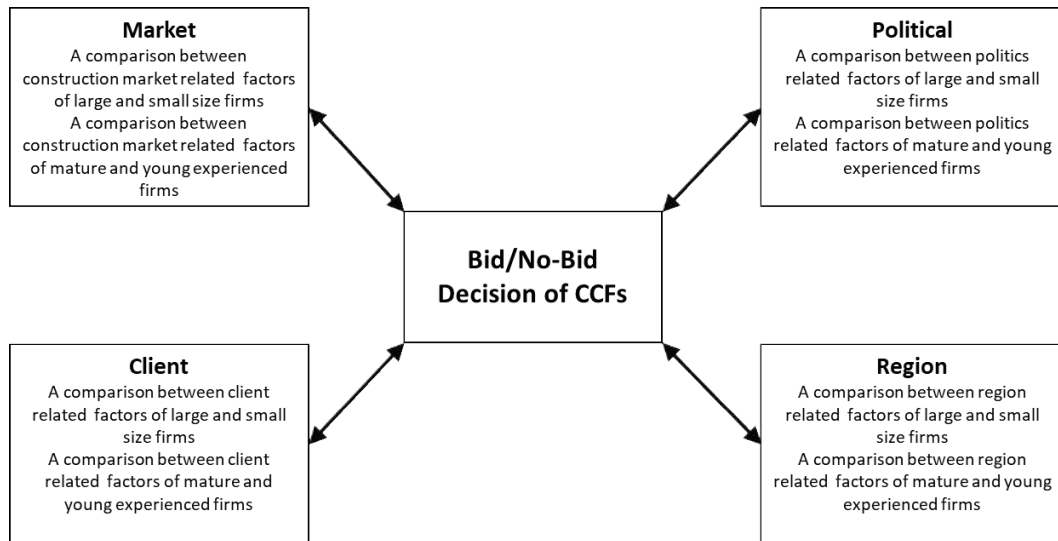 Market
A comparison between
construction market related factors
of large and small size firms
A comparison between
construction market related factors
of mature and young experienced
firms
Political
A comparison between politics
related factors of large and small
size firms
A comparison between politics
related factors of mature and young
experienced firms
Bid/No-Bid
Decision of CCFs
Client
A comparison between client
related factors of large and small
size firms
A comparison between client
related factors of mature and
young experienced firms
Region
A comparison between region
related factors of large and small
size firms
A comparison between region
related factors of mature and young
experienced firms